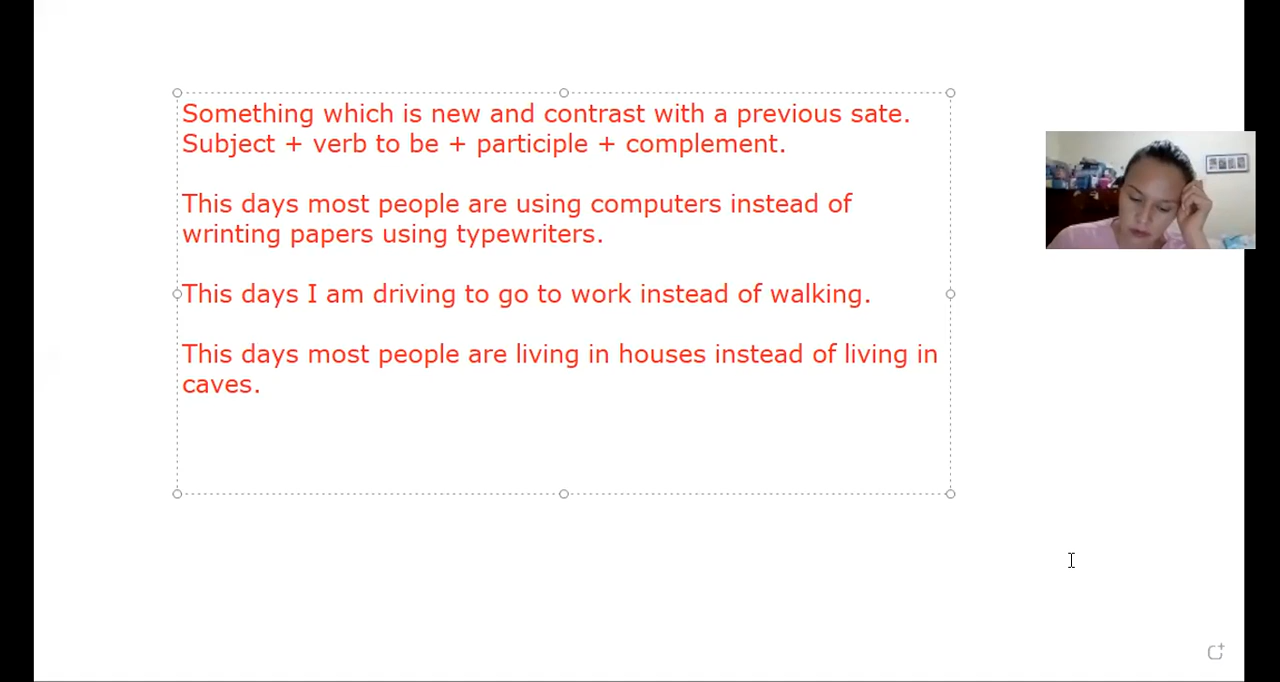 Something which is new and contrast with a previous sate.
Subject + verb to be + participle + complement.
This days most people are using computers instead of
wrinting papers using typewriters.
This days I am driving to go to work instead of walking.
This days most people are living in houses instead of living in
caves.